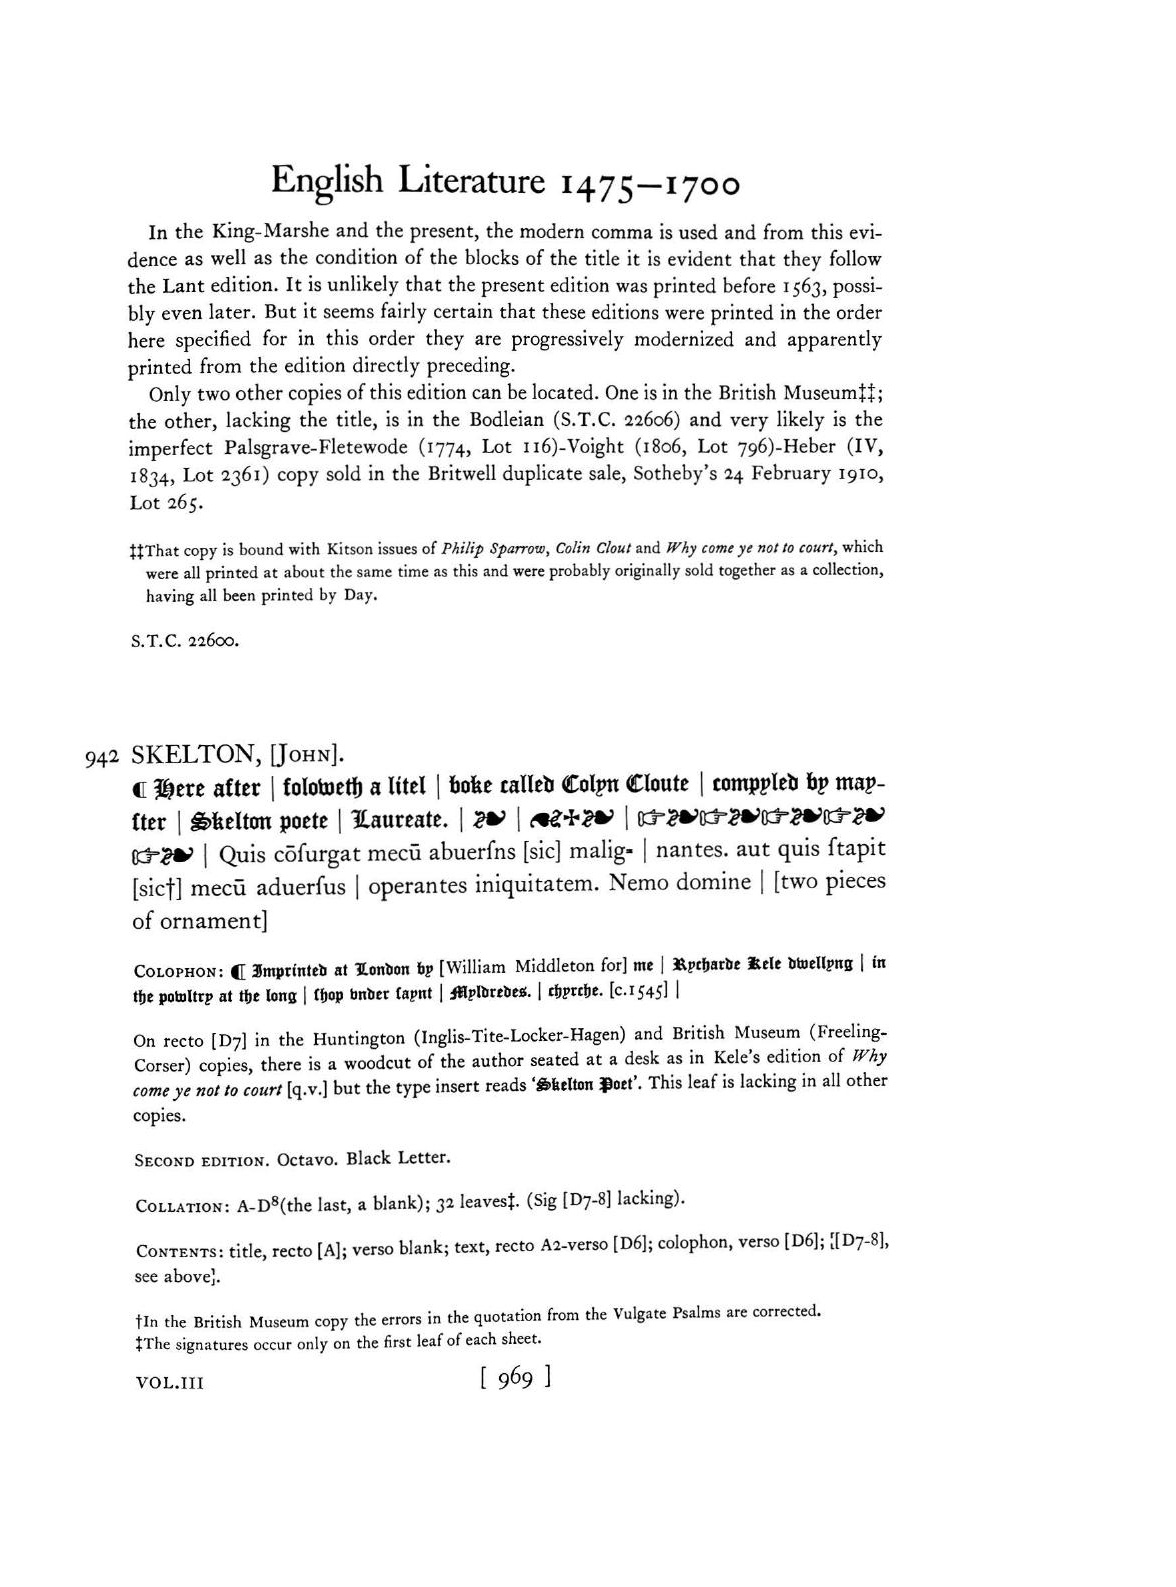 English Literature 1475–1700
In the King-Marshe and the present, the modern comma is used and from this evi-
dence as well as the condition of the blocks of the title it is evident that they follow
the Lant edition. It is unlikely that the present edition was printed before 1563, possi-
bly even later. But it seems fairly certain that these editions were printed in the order
here specified for in this order they are progressively modernized and apparently
printed from the edition directly preceding.
Only two other copies of this edition can be located. One is in the British Museum‡‡;
the other, lacking the title, is in the Bodleian (S.T.C. 22606) and very likely is the
imperfect Palsgrave-Fletewode (1774, Lot 116)-Voight (1806, Lot 796)-Heber (IV,
1834, Lot 2361) copy sold in the Britwell duplicate sale, Sotheby's 24 February 1910,
Lot 265.
‡‡That copy is bound with Kitson issues of Philip Sparrow, Colin Clout and Why come ye not to court, which
were all printed at about the same time as this and were probably originally sold together as a collection,
having all been printed by Day.
S.T.C. 22600.
942 SKELTON, [John].
¶ Here after | foloweth a litel | boke called Colyn Cloute | compyled by may-
ster | Skelton poete | Laureate. | ❧ | ☙❧✠❧ | ☞❧☞❧☞❧☞❧
☞❧ | Quis cōſurgat mecū abuerſns [sic] malig= | nantes. aut quis ſtapit
[sic†] mecū aduerſus | operantes iniquitatem. Nemo domine | [two pieces
of ornament]
Colophon: ¶ Imprinted at London by [William Middleton for] me | Rycharde Kele dwellyng | in
the powltry at the long | shop vnder saynt | Myldredes. | chyrche. [c.1545] |
On recto [D7] in the Huntington (Inglis-Tite-Locker-Hagen) and British Museum (Freeling-
Corser) copies, there is a woodcut of the author seated at a desk as in Kele's edition of Why
come ye not to court [q.v.] but the type insert reads 'Skelton Poet'. This leaf is lacking in all other
copies.
Second edition. Octavo. Black Letter.
Collation: A-D⁸(the last, a blank); 32 leaves‡. (Sig [D7-8] lacking).
Contents: title, recto [A]; verso blank; text, recto A2-verso [D6]; colophon, verso [D6]; [[D7-8],
see above].
†In the British Museum copy the errors in the quotation from the Vulgate Psalms are corrected.
‡The signatures occur only on the first leaf of each sheet.
VOL.III [ 969 ]